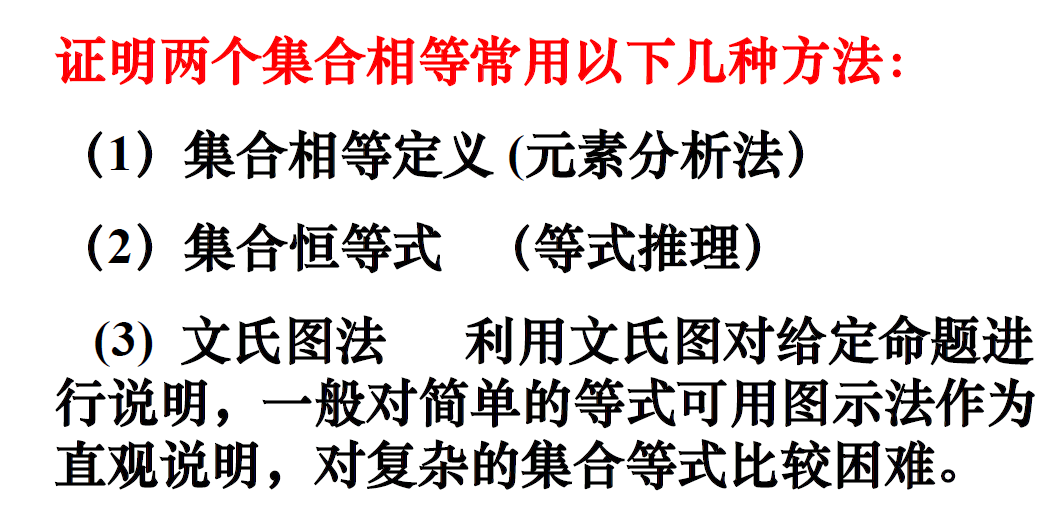 证明两个集合相等常用以下几种方法:
（1）集合相等定义 (元素分析法）
（2）集合恒等式 （等式推理）
(3) 文氏图法 利用文氏图对给定命题进
行说明，一般对简单的等式可用图示法作为
直观说明，对复杂的集合等式比较困难。